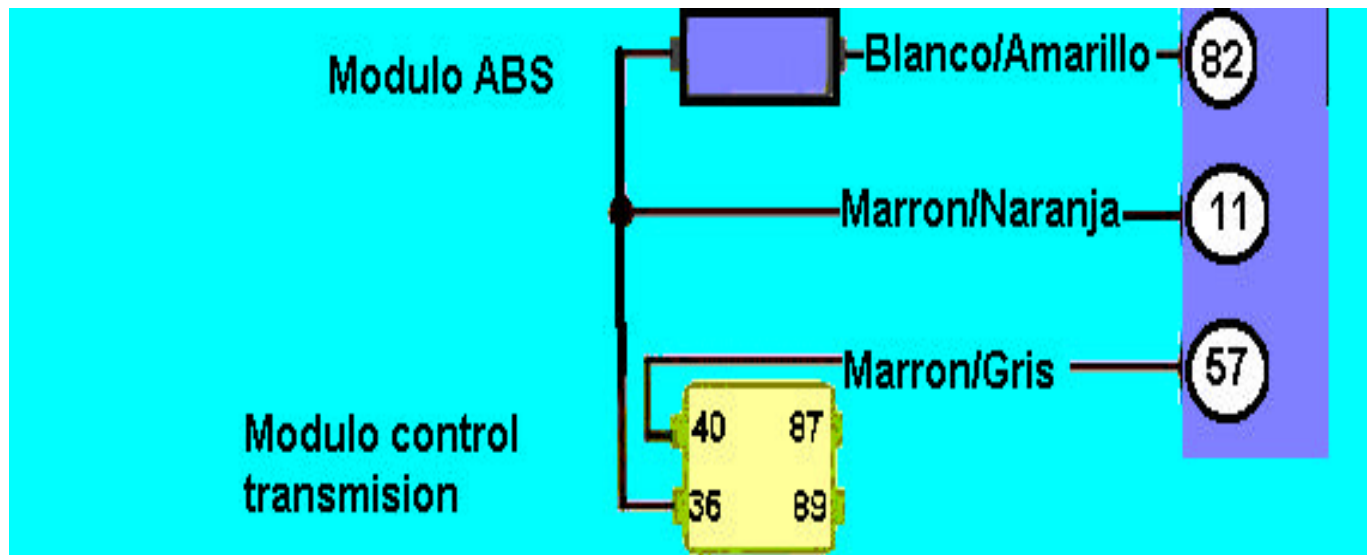 Modulo ABS
Blanco/Amarillo
82
Marron/Naranja
11
Marron/Gris
57
Modulo control
transmision
40 87
36 89